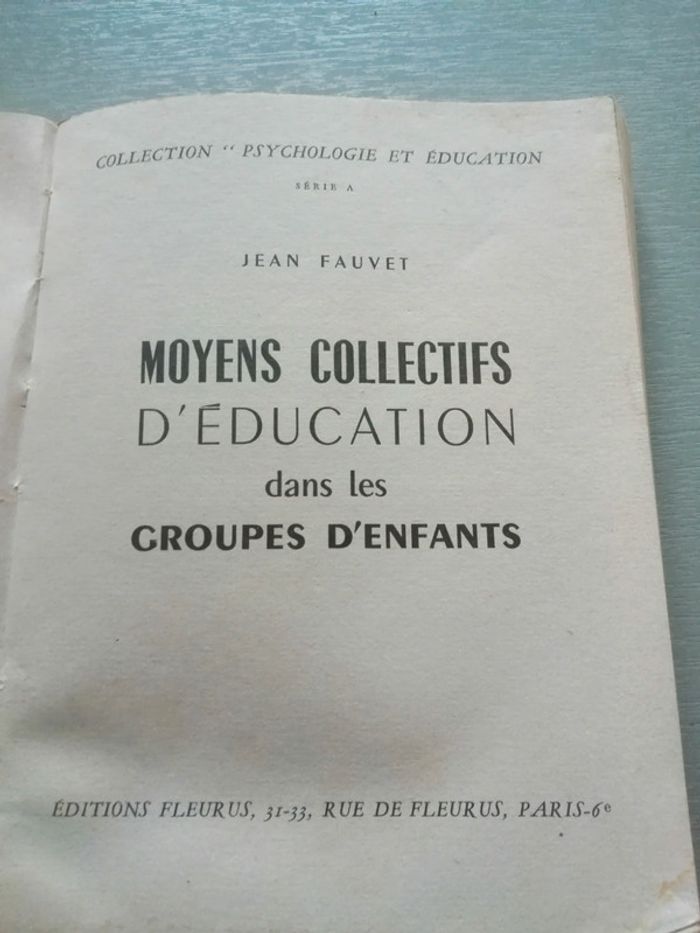 COLLECTION “ PSYCHOLOGIE ET ÉDUCATION
SÉRIE A
JEAN FAUVET
MOYENS COLLECTIFS
D'ÉDUCATION
dans les
GROUPES D'ENFANTS
ÉDITIONS FLEURUS, 31-33, RUE DE FLEURUS, PARIS-6e